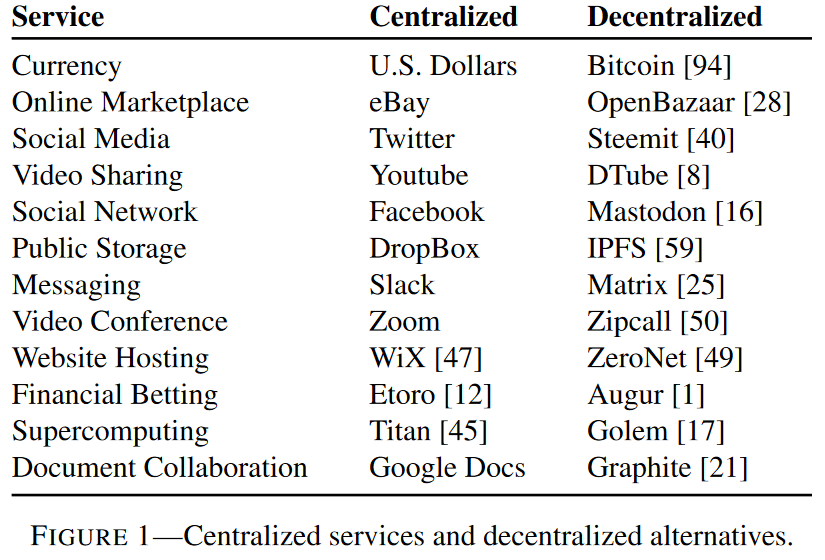 Service Centralized Decentralized
Currency U.S. Dollars Bitcoin [94]
Online Marketplace eBay OpenBazaar [28]
Social Media Twitter Steemit [40]
Video Sharing Youtube DTube [8]
Social Network Facebook Mastodon [16]
Public Storage DropBox IPFS [59]
Messaging Slack Matrix [25]
Video Conference Zoom Zipcall [50]
Website Hosting WiX [47] ZeroNet [49]
Financial Betting Etoro [12] Augur [1]
Supercomputing Titan [45] Golem [17]
Document Collaboration Google Docs Graphite [21]
FIGURE 1—Centralized services and decentralized alternatives.